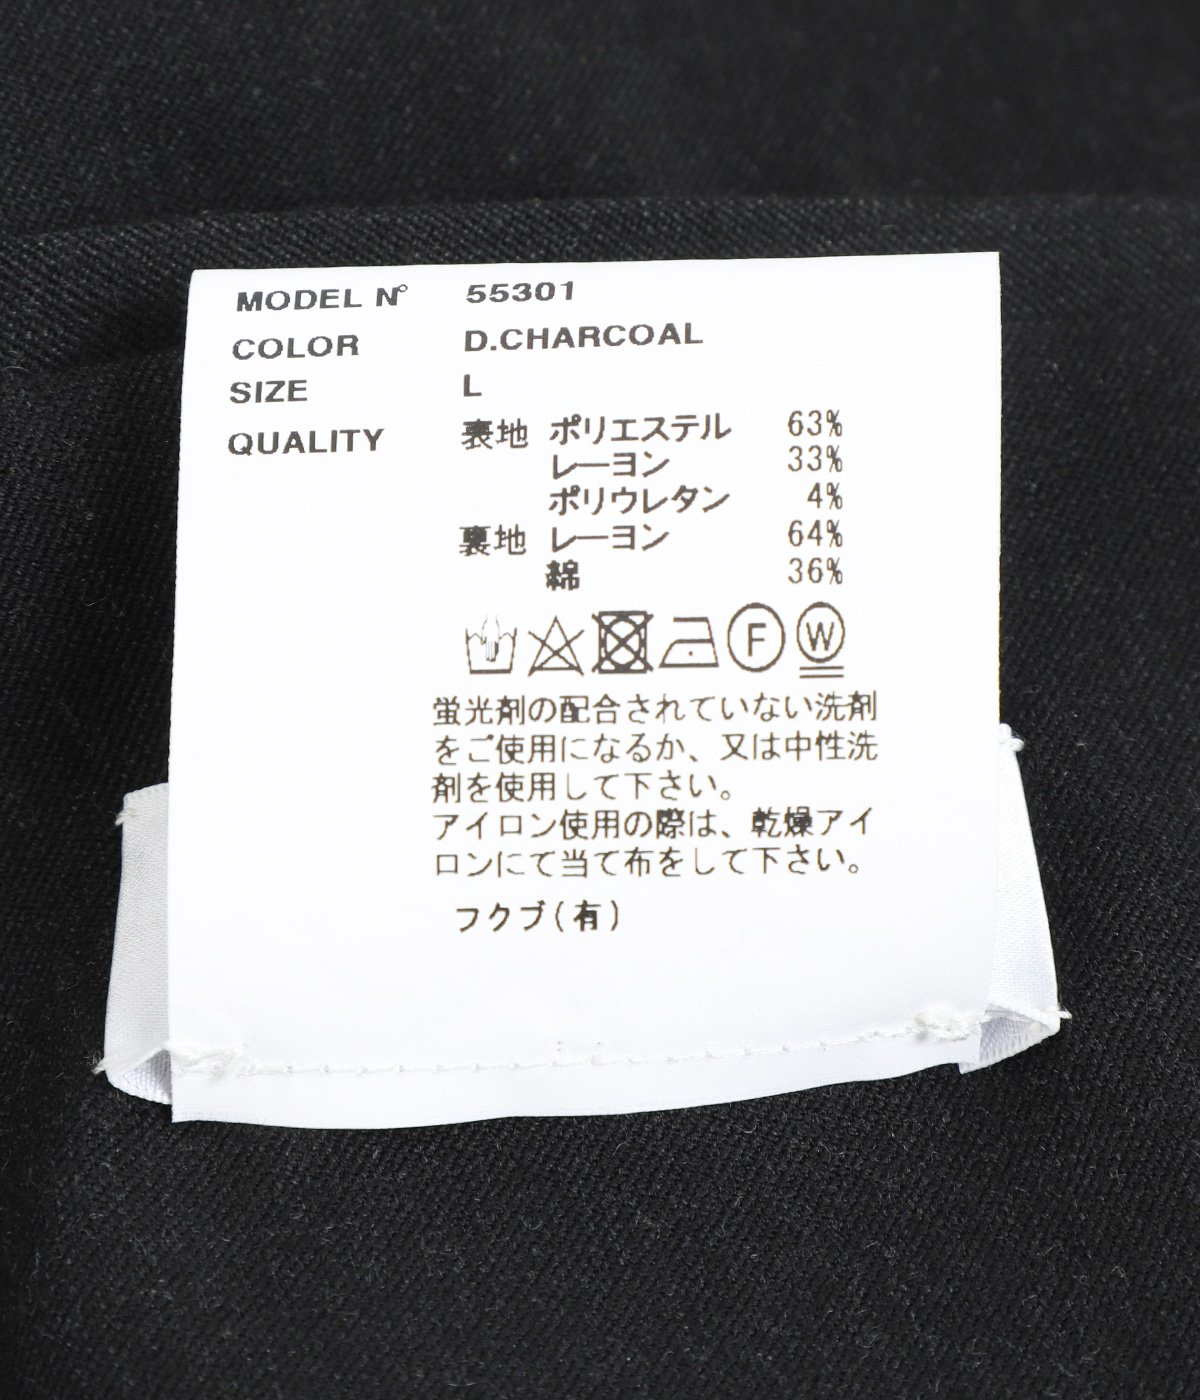 MODEL N° 55301
COLOR D.CHARCOAL
SIZE L
QUALITY 表地 ポリエステル 63%
レーヨン 33%
ポリウレタン 4%
裏地 レーヨン 64%
綿 36%
F W
蛍光剤の配合されていない洗剤
をご使用になるか、又は中性洗
剤を使用して下さい。
アイロン使用の際は、乾燥アイ
ロンにて当て布をして下さい。
フクブ(有)